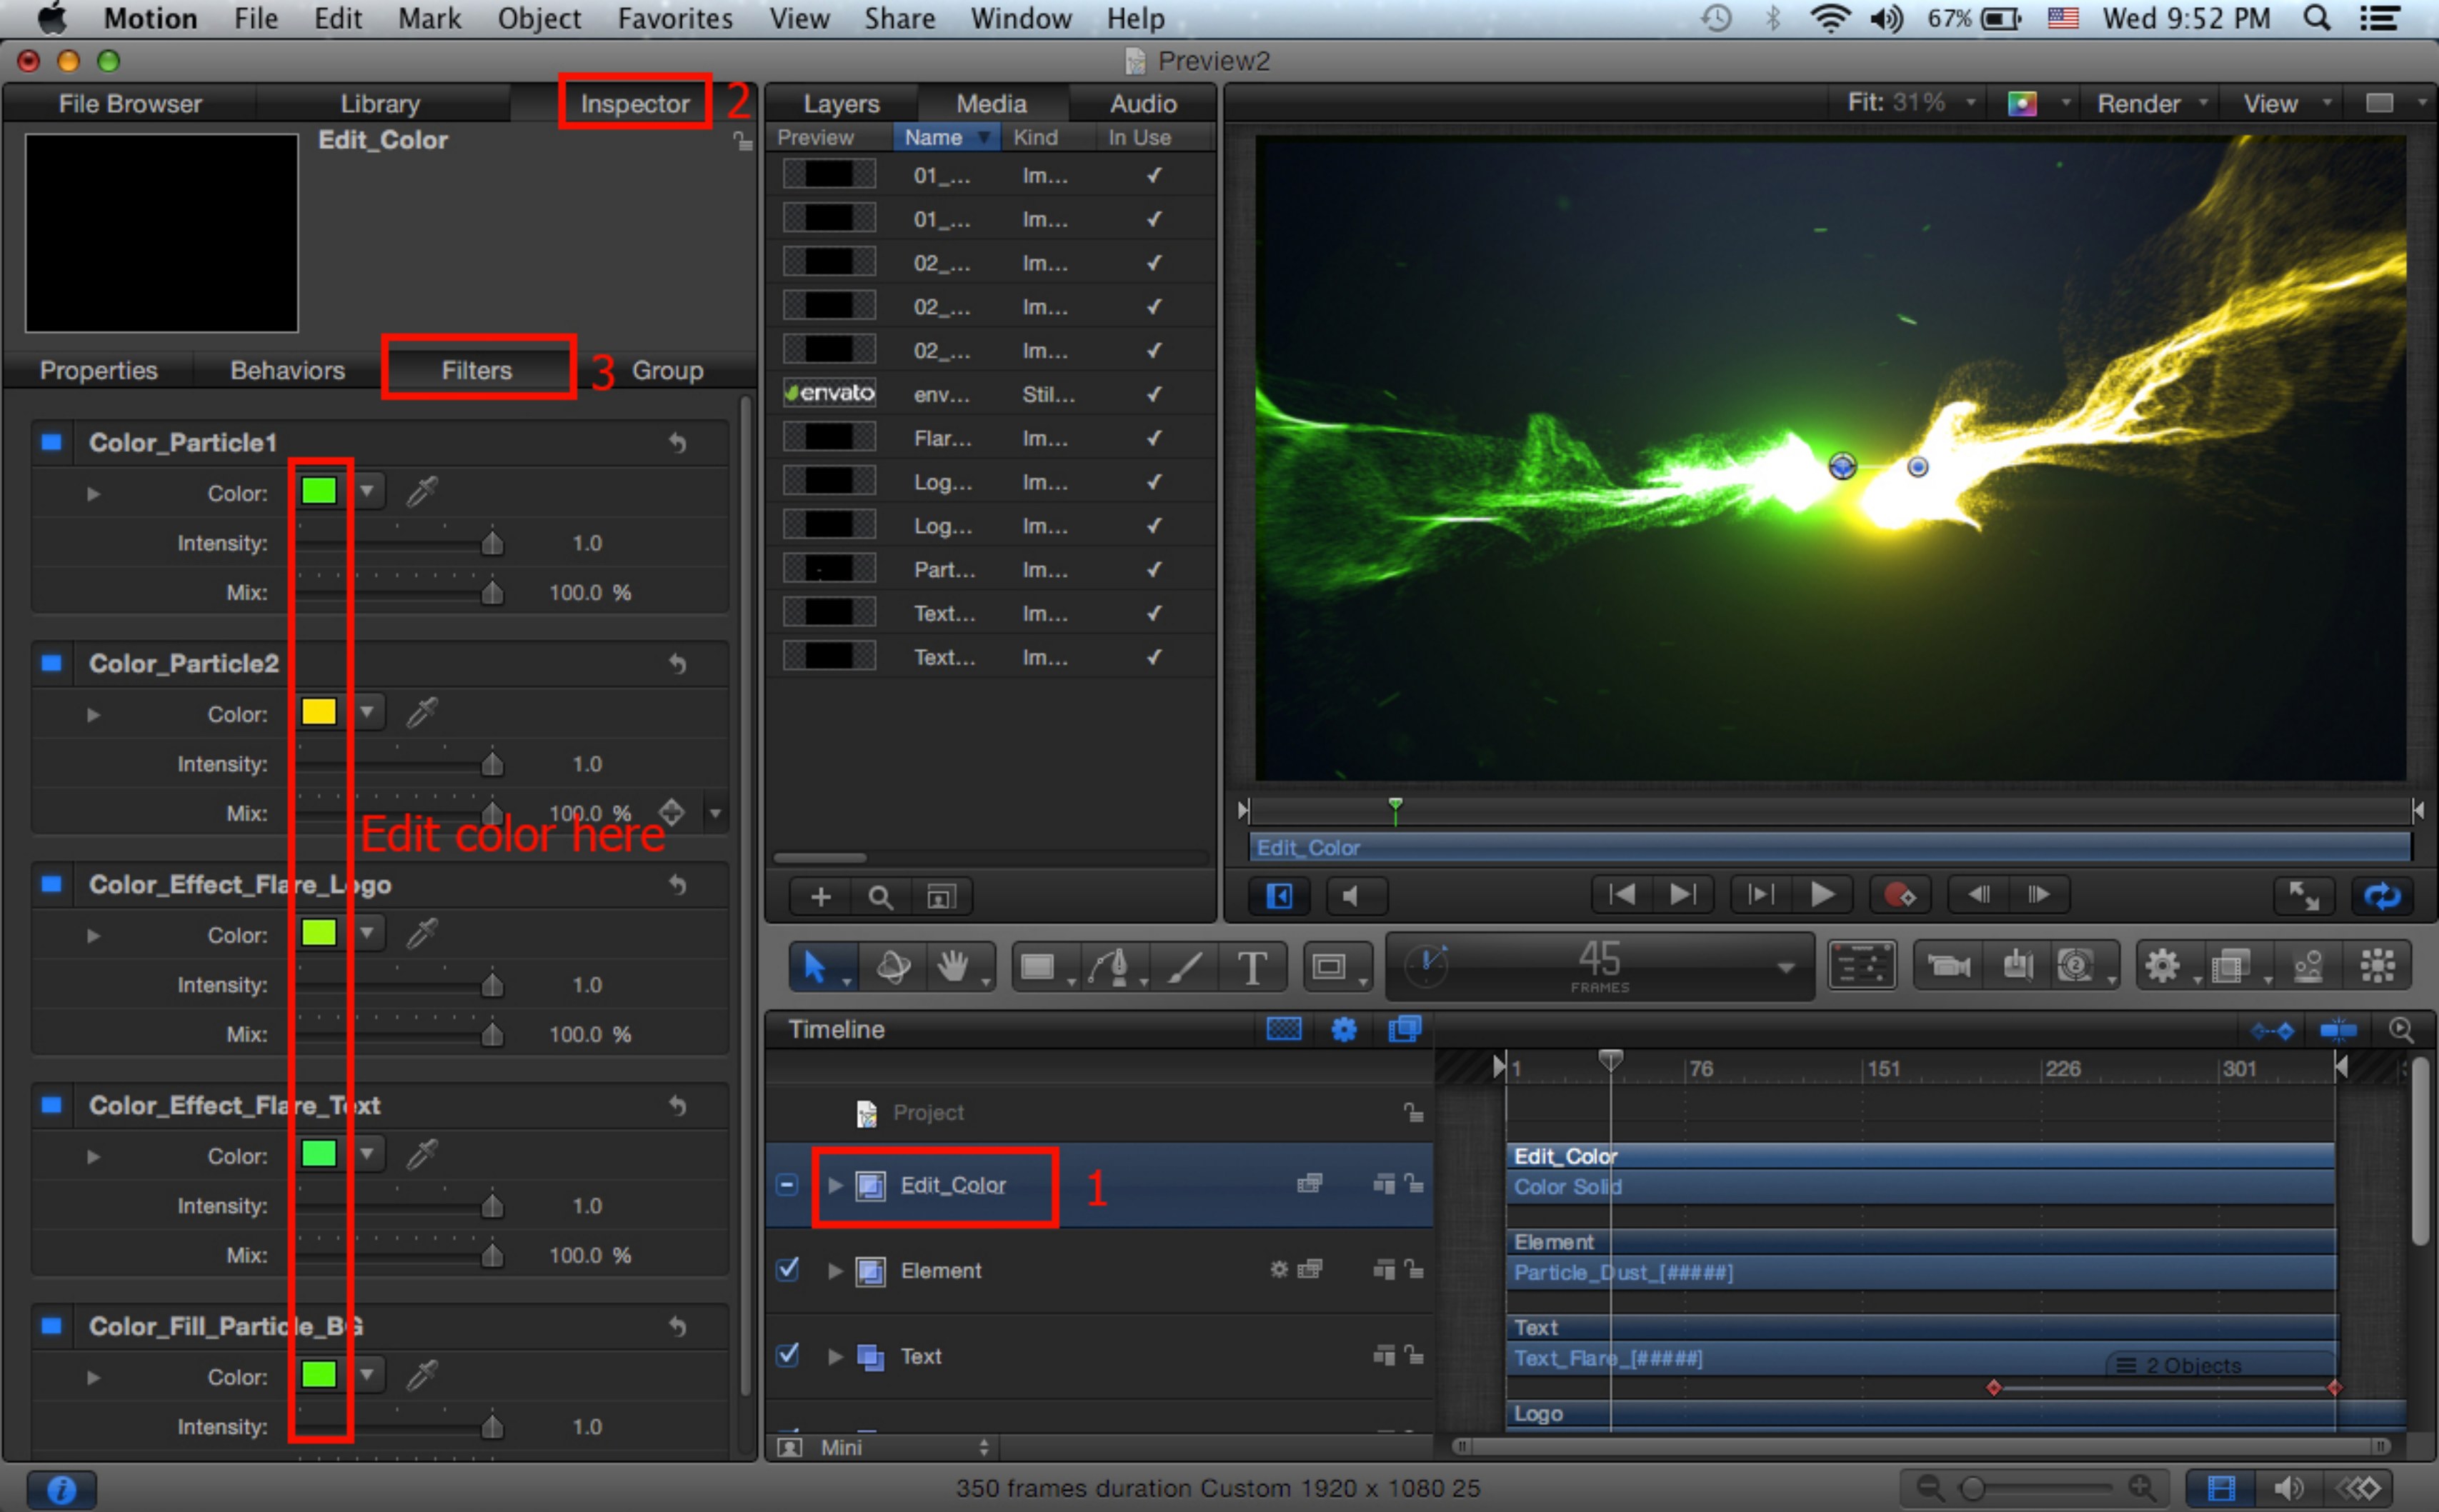 Motion File Edit Mark Object Favorites View Share Window Help 67% Wed 9:52 PM
Preview2
File Browser Library Inspector 2
Edit_Color
Properties Behaviors Filters 3 Group
Color_Particle1
Color:
Intensity: 1.0
Mix: 100.0 %
Color_Particle2
Color:
Intensity: 1.0
Mix: 100.0 %
Edit color here
Color_Effect_Flare_Logo
Color:
Intensity: 1.0
Mix: 100.0 %
Color_Effect_Flare_Text
Color:
Intensity: 1.0
Mix: 100.0 %
Color_Fill_Particle_BG
Color:
Intensity: 1.0
Layers Media Audio
Preview Name Kind In Use
01_... Im...
01_... Im...
02_... Im...
02_... Im...
02_... Im...
envato env... Stil...
Flar... Im...
Log... Im...
Log... Im...
Part... Im...
Text... Im...
Text... Im...
Fit: 31% Render View
Edit_Color
T 45
FRAMES
Timeline
1 76 151 226 301
Project
Edit_Color 1
Edit_Color
Color Solid
Element
Element
Particle_Dust_[#####]
Text
Text
Text_Flare_[#####] 2 Objects
Logo
Mini
350 frames duration Custom 1920 x 1080 25